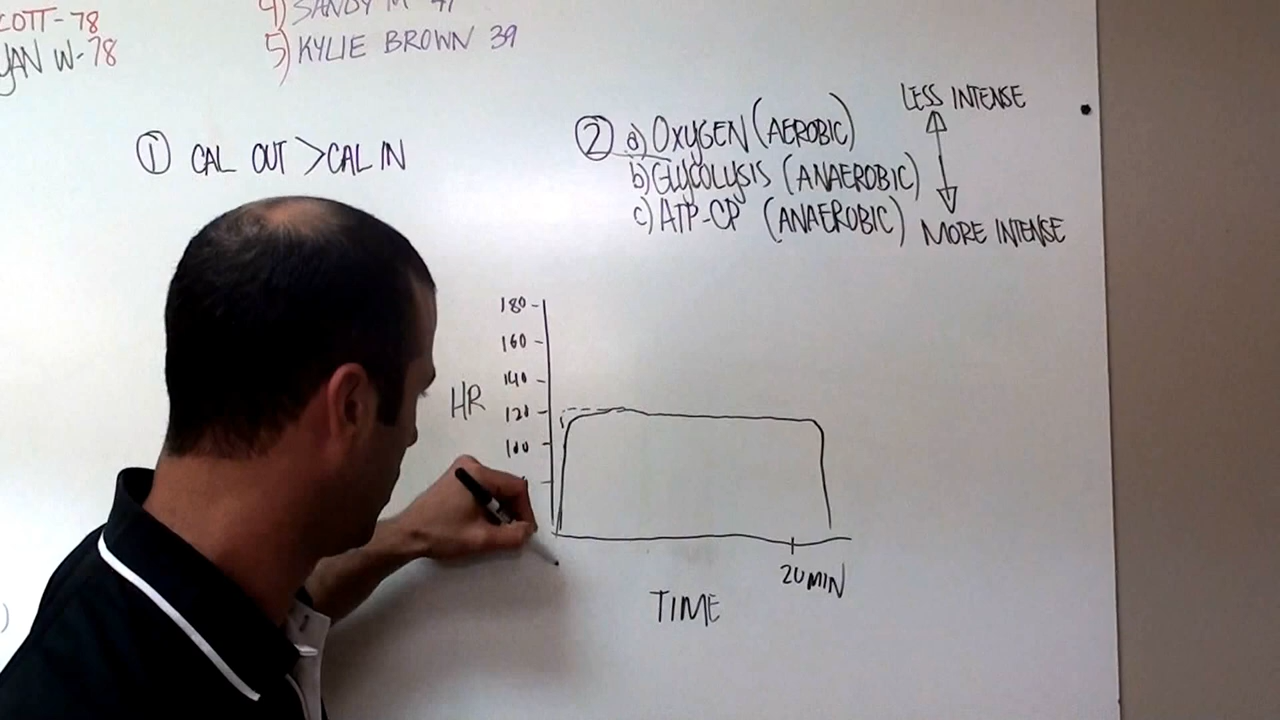 COTT-78
YAN W-78
4) SANDY M 41
5) KYLIE BROWN 39
① CAL OUT > CAL IN
② a) OXYGEN (AEROBIC)
b) GLYCOLYSIS (ANAEROBIC)
c) ATP-CP (ANAEROBIC)
LESS INTENSE
MORE INTENSE
HR
180
160
140
120
100
20 MIN
TIME